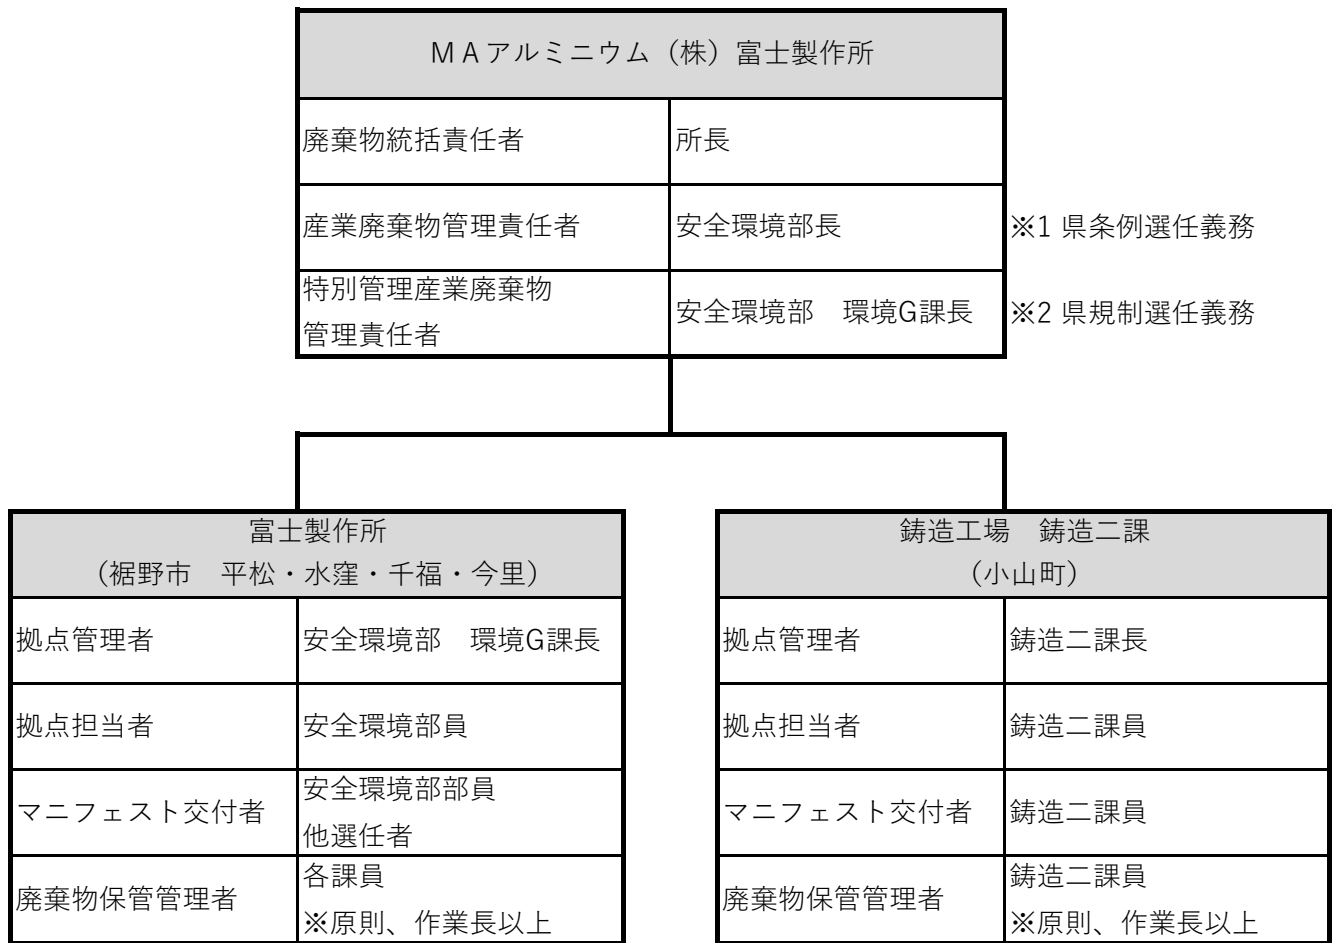 ＭＡアルミニウム（株）富士製作所
廃棄物統括責任者　所長
産業廃棄物管理責任者　安全環境部長　※1 県条例選任義務
特別管理産業廃棄物
管理責任者　安全環境部　環境G課長　※2 県規制選任義務
富士製作所
（裾野市　平松・水窪・千福・今里）
拠点管理者　安全環境部　環境G課長
拠点担当者　安全環境部員
マニフェスト交付者　安全環境部部員
他選任者
廃棄物保管管理者　各課員
※原則、作業長以上
鋳造工場　鋳造二課
（小山町）
拠点管理者　鋳造二課長
拠点担当者　鋳造二課員
マニフェスト交付者　鋳造二課員
廃棄物保管管理者　鋳造二課員
※原則、作業長以上